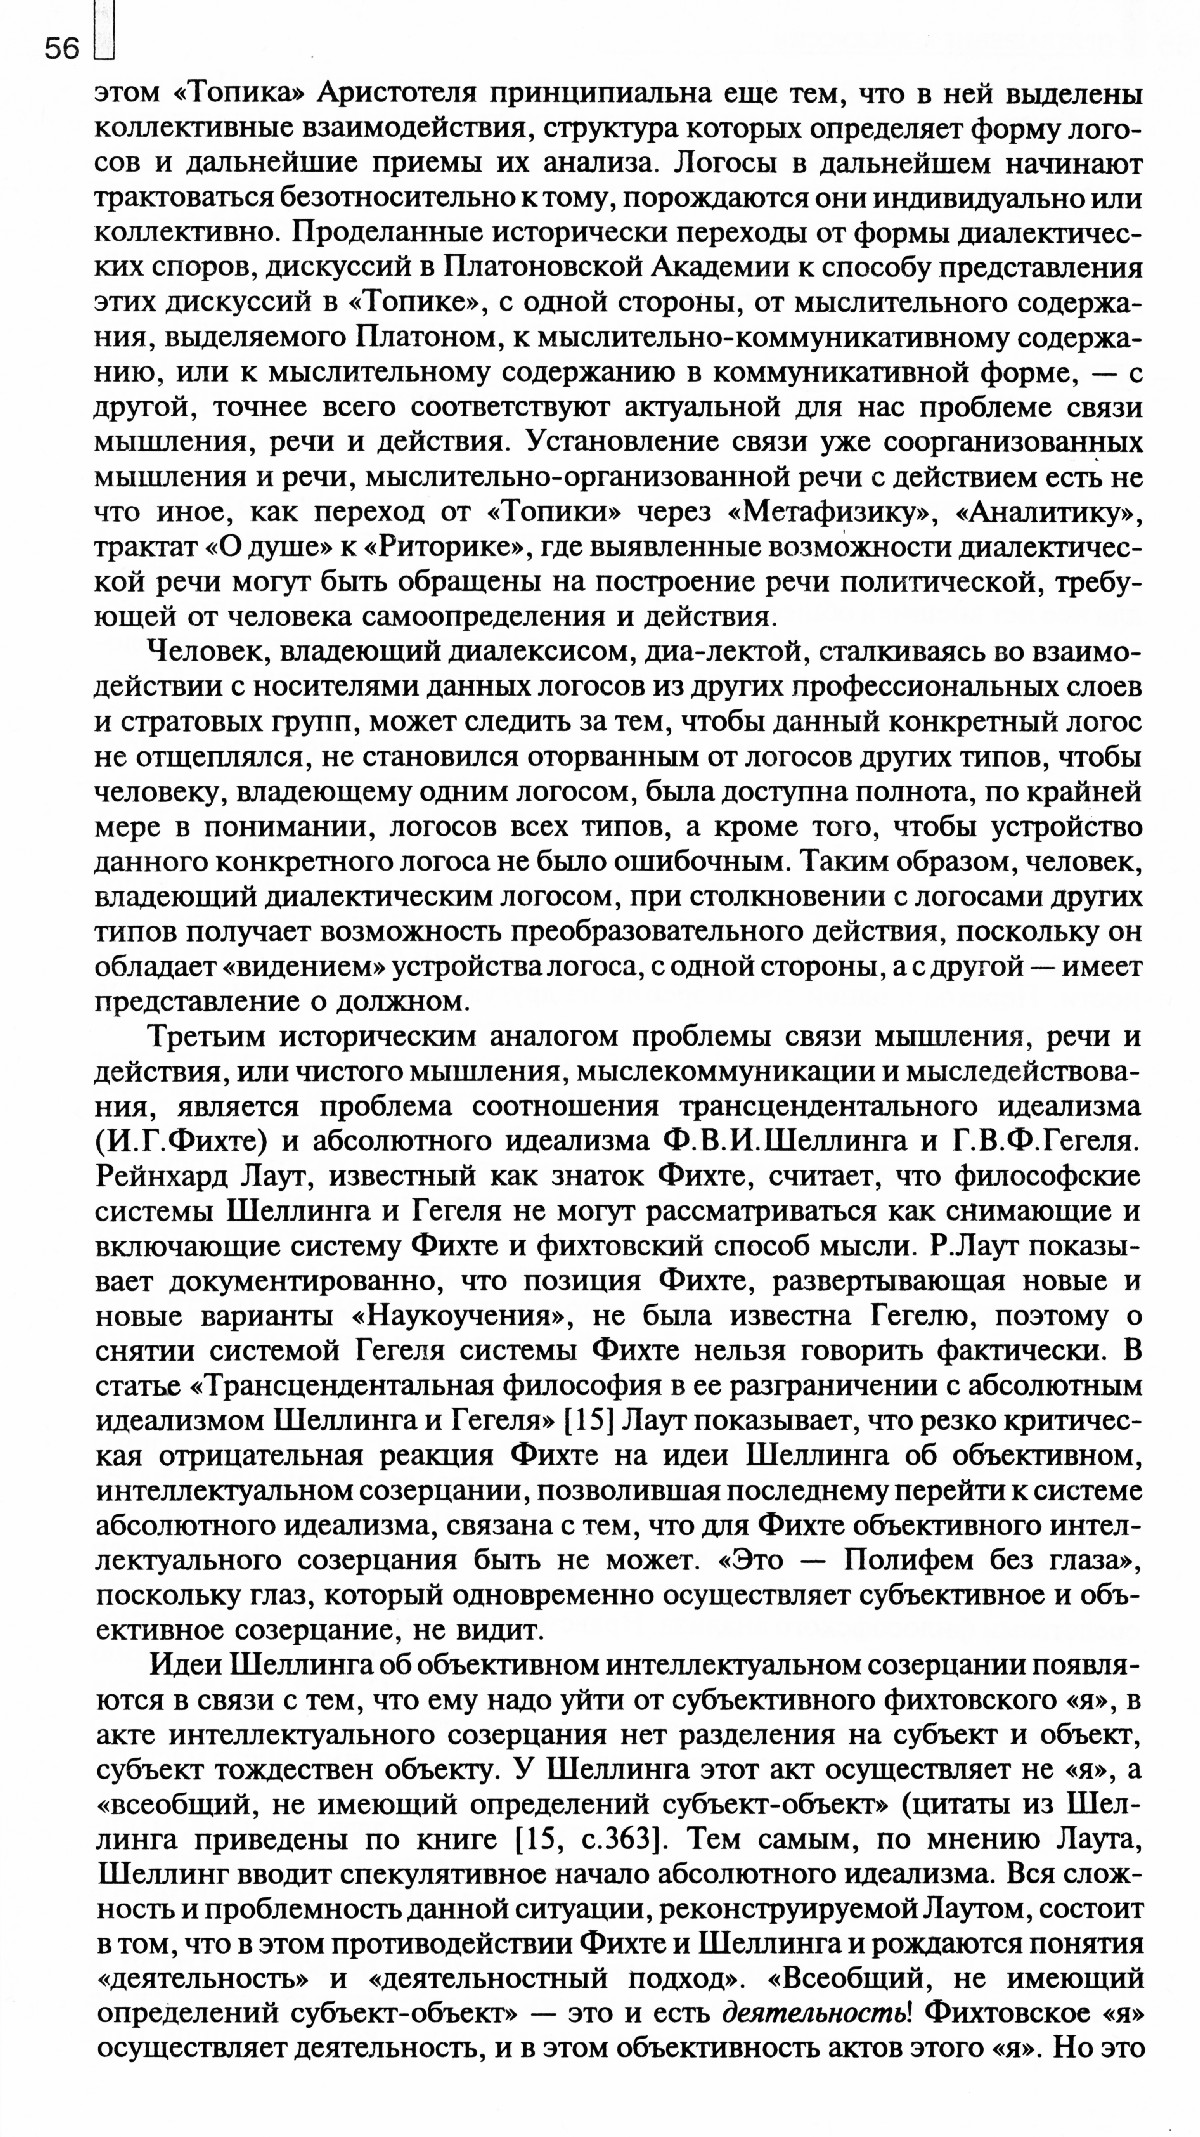 56
этом «Топика» Аристотеля принципиальна еще тем, что в ней выделены
коллективные взаимодействия, структура которых определяет форму лого-
сов и дальнейшие приемы их анализа. Логосы в дальнейшем начинают
трактоваться безотносительно к тому, порождаются они индивидуально или
коллективно. Проделанные исторически переходы от формы диалектичес-
ких споров, дискуссий в Платоновской Академии к способу представления
этих дискуссий в «Топике», с одной стороны, от мыслительного содержа-
ния, выделяемого Платоном, к мыслительно-коммуникативному содержа-
нию, или к мыслительному содержанию в коммуникативной форме, — с
другой, точнее всего соответствуют актуальной для нас проблеме связи
мышления, речи и действия. Установление связи уже соорганизованных
мышления и речи, мыслительно-организованной речи с действием есть не
что иное, как переход от «Топики» через «Метафизику», «Аналитику»,
трактат «О душе» к «Риторике», где выявленные возможности диалектичес-
кой речи могут быть обращены на построение речи политической, требу-
ющей от человека самоопределения и действия.
Человек, владеющий диалексисом, диа-лектой, сталкиваясь во взаимо-
действии с носителями данных логосов из других профессиональных слоев
и стратовых групп, может следить за тем, чтобы данный конкретный логос
не отщеплялся, не становился оторванным от логосов других типов, чтобы
человеку, владеющему одним логосом, была доступна полнота, по крайней
мере в понимании, логосов всех типов, а кроме того, чтобы устройство
данного конкретного логоса не было ошибочным. Таким образом, человек,
владеющий диалектическим логосом, при столкновении с логосами других
типов получает возможность преобразовательного действия, поскольку он
обладает «видением» устройства логоса, с одной стороны, а с другой — имеет
представление о должном.
Третьим историческим аналогом проблемы связи мышления, речи и
действия, или чистого мышления, мыслекоммуникации и мыследействова-
ния, является проблема соотношения трансцендентального идеализма
(И.Г.Фихте) и абсолютного идеализма Ф.В.И.Шеллинга и Г.В.Ф.Гегеля.
Рейнхард Лаут, известный как знаток Фихте, считает, что философские
системы Шеллинга и Гегеля не могут рассматриваться как снимающие и
включающие систему Фихте и фихтовский способ мысли. Р.Лаут показы-
вает документированно, что позиция Фихте, развертывающая новые и
новые варианты «Наукоучения», не была известна Гегелю, поэтому о
снятии системой Гегеля системы Фихте нельзя говорить фактически. В
статье «Трансцендентальная философия в ее разграничении с абсолютным
идеализмом Шеллинга и Гегеля» [15] Лаут показывает, что резко критичес-
кая отрицательная реакция Фихте на идеи Шеллинга об объективном,
интеллектуальном созерцании, позволившая последнему перейти к системе
абсолютного идеализма, связана с тем, что для Фихте объективного интел-
лектуального созерцания быть не может. «Это — Полифем без глаза»,
поскольку глаз, который одновременно осуществляет субъективное и объ-
ективное созерцание, не видит.
Идеи Шеллинга об объективном интеллектуальном созерцании появля-
ются в связи с тем, что ему надо уйти от субъективного фихтовского «я», в
акте интеллектуального созерцания нет разделения на субъект и объект,
субъект тождествен объекту. У Шеллинга этот акт осуществляет не «я», а
«всеобщий, не имеющий определений субъект-объект» (цитаты из Шел-
линга приведены по книге [15, с.363]. Тем самым, по мнению Лаута,
Шеллинг вводит спекулятивное начало абсолютного идеализма. Вся слож-
ность и проблемность данной ситуации, реконструируемой Лаутом, состоит
в том, что в этом противодействии Фихте и Шеллинга и рождаются понятия
«деятельность» и «деятельностный подход». «Всеобщий, не имеющий
определений субъект-объект» — это и есть деятельность! Фихтовское «я»
осуществляет деятельность, и в этом объективность актов этого «я». Но это